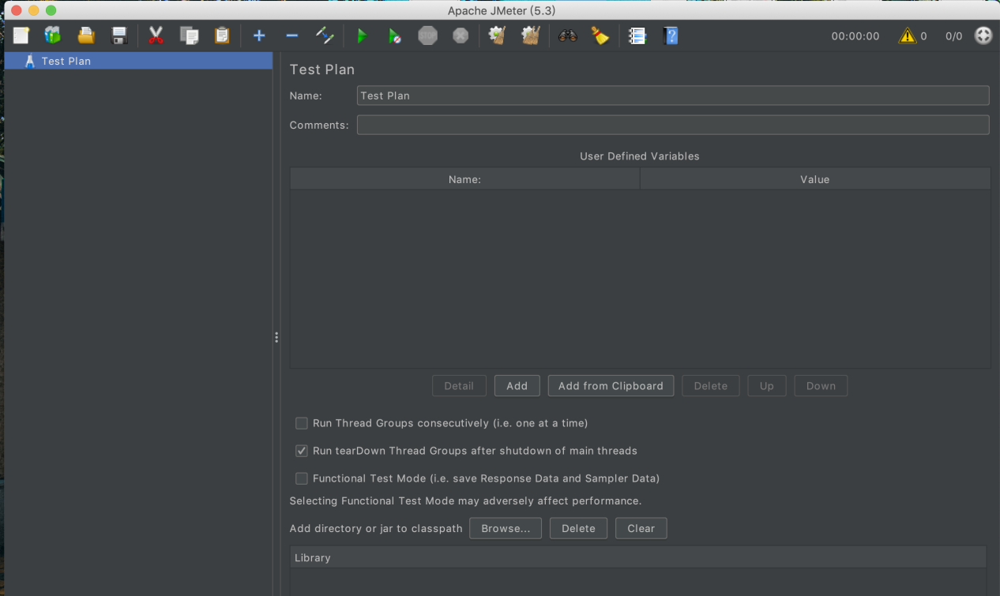 Apache JMeter (5.3)
STOP
?
00:00:00
0
0/0
Test Plan
Test Plan
Name:
Test Plan
Comments:
User Defined Variables
Name:
Value
Detail
Add
Add from Clipboard
Delete
Up
Down
Run Thread Groups consecutively (i.e. one at a time)
Run tearDown Thread Groups after shutdown of main threads
Functional Test Mode (i.e. save Response Data and Sampler Data)
Selecting Functional Test Mode may adversely affect performance.
Add directory or jar to classpath
Browse...
Delete
Clear
Library